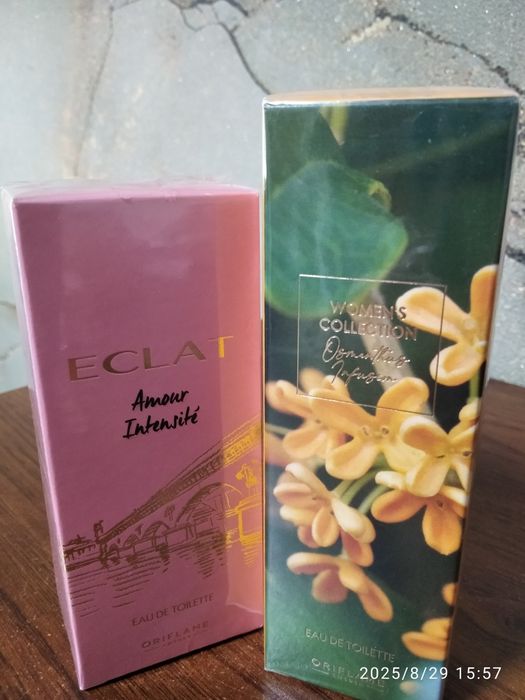 ECLAT
Amour
Intensité
EAU DE TOILETTE
ORIFLAME
WOMEN'S
COLLECTION
Osmanthus
Infusion
EAU DE TOILETTE
ORIFLAME
2025/8/29 15:57